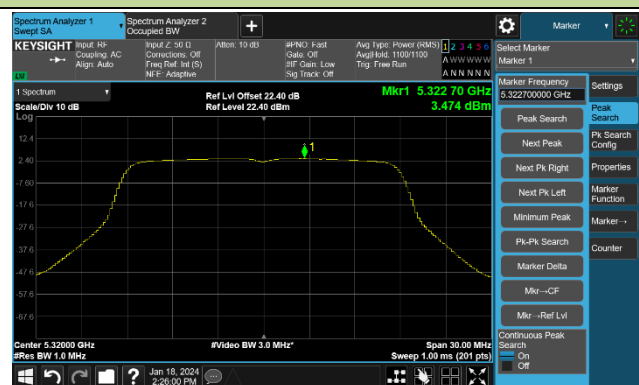 Spectrum Analyzer 1
Swept SA
Spectrum Analyzer 2
Occupied BW
+
Marker
KEYSIGHT
Input: RF
Coupling: AC
Align: Auto
Input Z: 50 Ω
Corrections: Off
Freq Ref: Int (S)
NFE: Adaptive
Atten: 10 dB
#PNO: Fast
Gate: Off
#IF Gain: Low
Sig Track: Off
Avg Type: Power (RMS)
Avg|Hold: 1100/1100
Trig: Free Run
1 2 3 4 5 6
A W W W W W
A N N N N N
LXI
Select Marker
Marker 1
1 Spectrum
Scale/Div 10 dB
Log
Ref Lvl Offset 22.40 dB
Ref Level 22.40 dBm
Mkr1 5.322 70 GHz
3.474 dBm
1
12.4
2.40
-7.60
-17.6
-27.6
-37.6
-47.6
-57.6
-67.6
Center 5.32000 GHz
#Res BW 1.0 MHz
#Video BW 3.0 MHz*
Span 30.00 MHz
Sweep 1.00 ms (201 pts)
Marker Frequency
5.322700000 GHz
Peak Search
Next Peak
Next Pk Right
Next Pk Left
Minimum Peak
Pk-Pk Search
Marker Delta
Mkr→CF
Mkr→Ref Lvl
Continuous Peak
Search
On
Off
Settings
Peak
Search
Pk Search
Config
Properties
Marker
Function
Marker→
Counter
?
Jan 18, 2024
2:26:00 PM